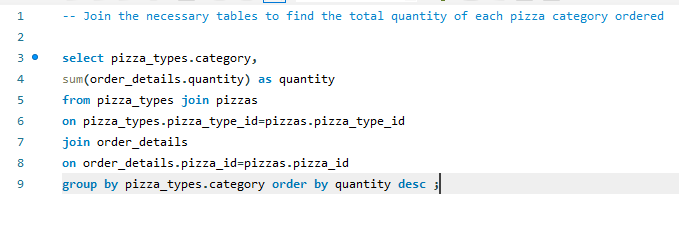 1 -- Join the necessary tables to find the total quantity of each pizza category ordered
2
3 select pizza_types.category,
4 sum(order_details.quantity) as quantity
5 from pizza_types join pizzas
6 on pizza_types.pizza_type_id=pizzas.pizza_type_id
7 join order_details
8 on order_details.pizza_id=pizzas.pizza_id
9 group by pizza_types.category order by quantity desc ;